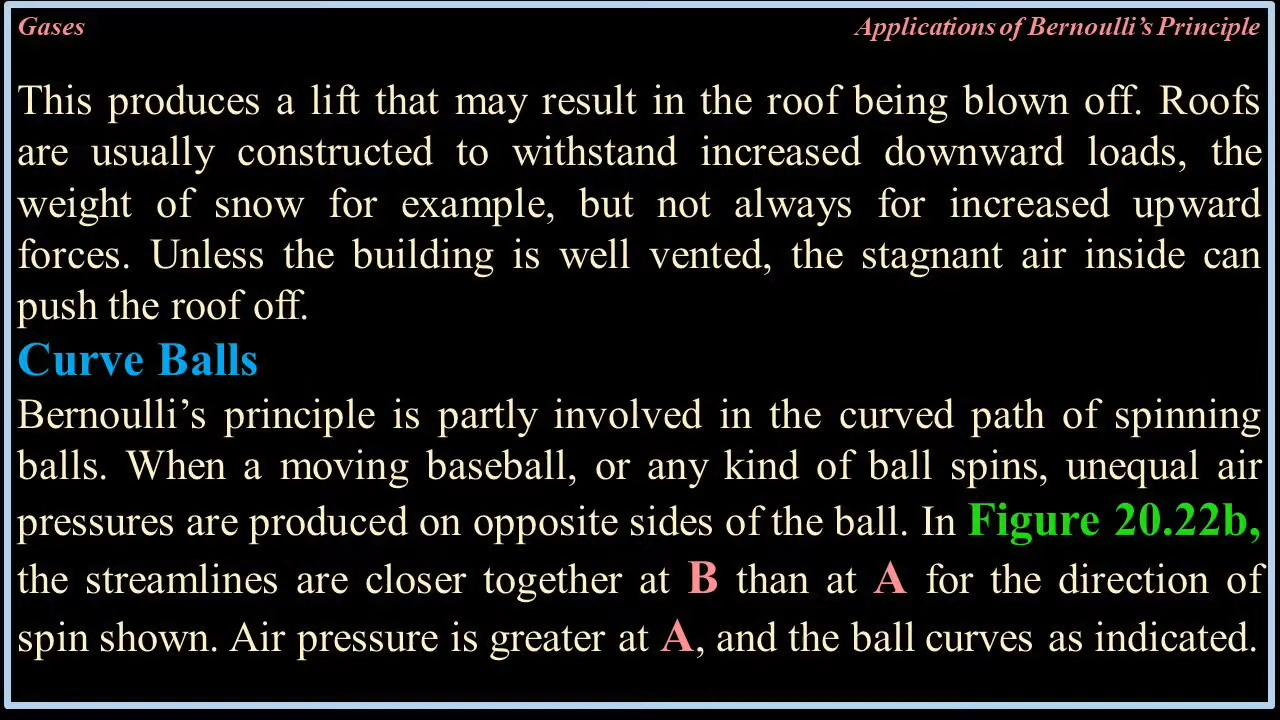 Gases
Applications of Bernoulli’s Principle
This produces a lift that may result in the roof being blown off. Roofs
are usually constructed to withstand increased downward loads, the
weight of snow for example, but not always for increased upward
forces. Unless the building is well vented, the stagnant air inside can
push the roof off.
Curve Balls
Bernoulli’s principle is partly involved in the curved path of spinning
balls. When a moving baseball, or any kind of ball spins, unequal air
pressures are produced on opposite sides of the ball. In Figure 20.22b,
the streamlines are closer together at B than at A for the direction of
spin shown. Air pressure is greater at A, and the ball curves as indicated.